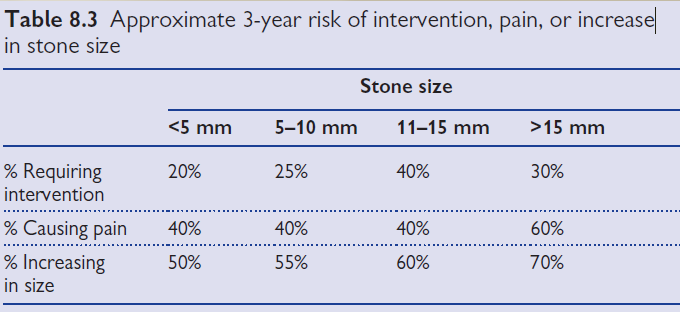 Table 8.3 Approximate 3-year risk of intervention, pain, or increase
in stone size
Stone size
<5 mm 5–10 mm 11–15 mm >15 mm
% Requiring 20% 25% 40% 30%
intervention
% Causing pain 40% 40% 40% 60%
% Increasing 50% 55% 60% 70%
in size